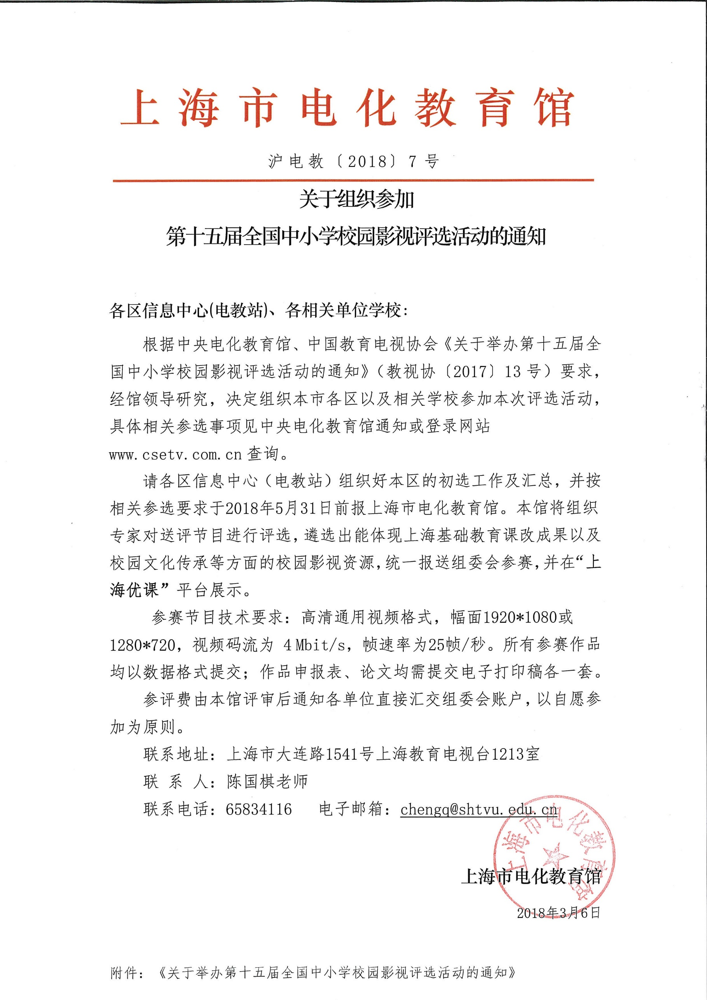 上海市电化教育馆
沪电教〔2018〕7号
关于组织参加
第十五届全国中小学校园影视评选活动的通知
各区信息中心(电教站)、各相关单位学校：
根据中央电化教育馆、中国教育电视协会《关于举办第十五届全
国中小学校园影视评选活动的通知》（教视协〔2017〕13号）要求，
经馆领导研究，决定组织本市各区以及相关学校参加本次评选活动，
具体相关参选事项见中央电化教育馆通知或登录网站
www.csetv.com.cn 查询。
请各区信息中心（电教站）组织好本区的初选工作及汇总，并按
相关参选要求于2018年5月31日前报上海市电化教育馆。本馆将组织
专家对送评节目进行评选，遴选出能体现上海基础教育课改成果以及
校园文化传承等方面的校园影视资源，统一报送组委会参赛，并在“上
海优课”平台展示。
参赛节目技术要求：高清通用视频格式，幅面1920*1080或
1280*720，视频码流为 4Mbit/s，帧速率为25帧/秒。所有参赛作品
均以数据格式提交；作品申报表、论文均需提交电子打印稿各一套。
参评费由本馆评审后通知各单位直接汇交组委会账户，以自愿参
加为原则。
联系地址：上海市大连路1541号上海教育电视台1213室
联 系 人：陈国棋老师
联系电话：65834116 电子邮箱：chengq@shtvu.edu.cn
上海市电化教育馆
上海市电化教育馆
2018年3月6日
附件：《关于举办第十五届全国中小学校园影视评选活动的通知》